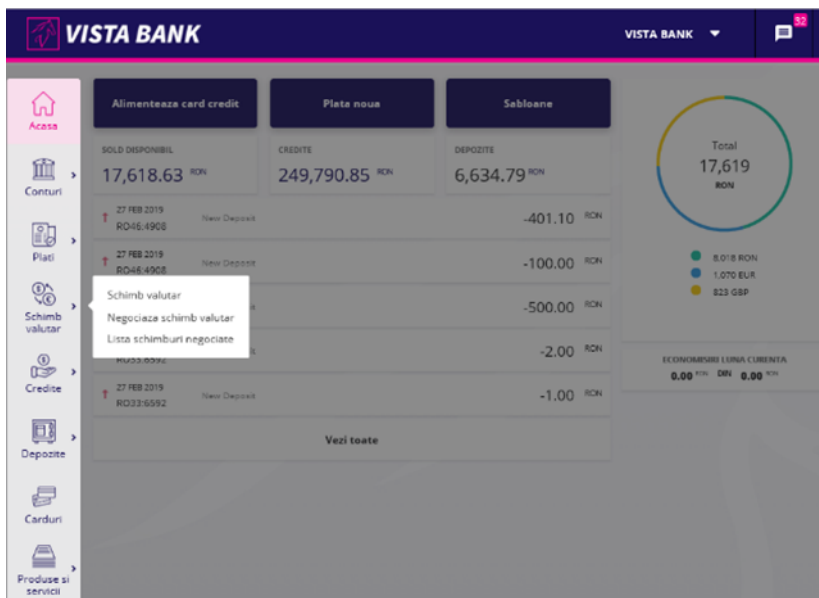 VISTA BANK
VISTA BANK
32
Acasa
Conturi
Plati
Schimb
valutar
Credite
Depozite
Carduri
Produse si
servicii
Alimenteaza card credit
Plata noua
Sabloane
SOLD DISPONIBIL
17,618.63 RON
CREDITE
249,790.85 RON
DEPOZITE
6,634.79 RON
27 FEB 2019
RO46:4908
New Deposit
-401.10 RON
27 FEB 2019
RO46:4908
New Deposit
-100.00 RON
Schimb valutar
Negociaza schimb valutar
Lista schimburi negociate
-500.00 RON
RO33:6592
-2.00 RON
27 FEB 2019
RO33:6592
New Deposit
-1.00 RON
Vezi toate
Total
17,619
RON
8,018 RON
1,070 EUR
823 GBP
ECONOMISIRI LUNA CURENTA
0.00 RON DIN 0.00 RON